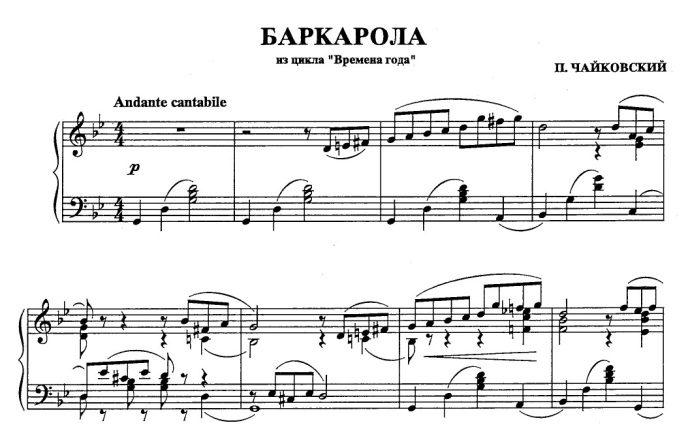 БАРКАРОЛА
из цикла "Времена года"
П. ЧАЙКОВСКИЙ
Andante cantabile
p